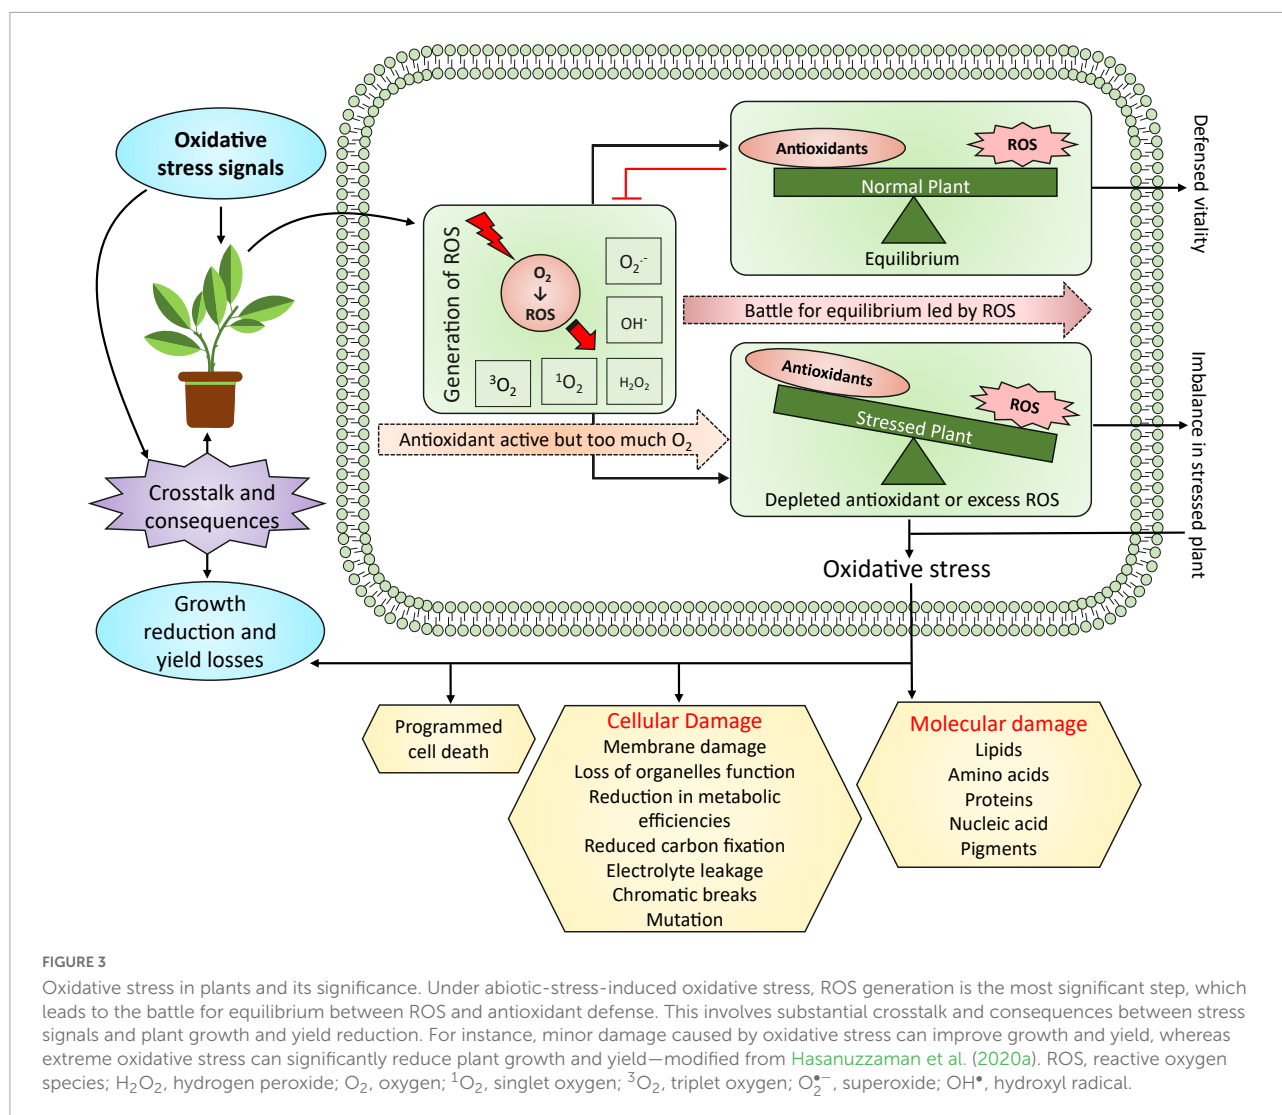 Oxidative
stress signals
Crosstalk and
consequences
Growth
reduction and
yield losses
Generation of ROS
O₂
↓
ROS
O₂·⁻
OH·
³O₂
¹O₂
H₂O₂
Antioxidants
ROS
Normal Plant
Equilibrium
Battle for equilibrium led by ROS
Antioxidant active but too much O₂
Antioxidants
ROS
Stressed Plant
Depleted antioxidant or excess ROS
Defensed vitality
Imbalance in stressed plant
Oxidative stress
Programmed
cell death
Cellular Damage
Membrane damage
Loss of organelles function
Reduction in metabolic
efficiencies
Reduced carbon fixation
Electrolyte leakage
Chromatic breaks
Mutation
Molecular damage
Lipids
Amino acids
Proteins
Nucleic acid
Pigments
FIGURE 3
Oxidative stress in plants and its significance. Under abiotic-stress-induced oxidative stress, ROS generation is the most significant step, which
leads to the battle for equilibrium between ROS and antioxidant defense. This involves substantial crosstalk and consequences between stress
signals and plant growth and yield reduction. For instance, minor damage caused by oxidative stress can improve growth and yield, whereas
extreme oxidative stress can significantly reduce plant growth and yield—modified from Hasanuzzaman et al. (2020a). ROS, reactive oxygen
species; H₂O₂, hydrogen peroxide; O₂, oxygen; ¹O₂, singlet oxygen; ³O₂, triplet oxygen; O₂•⁻, superoxide; OH•, hydroxyl radical.